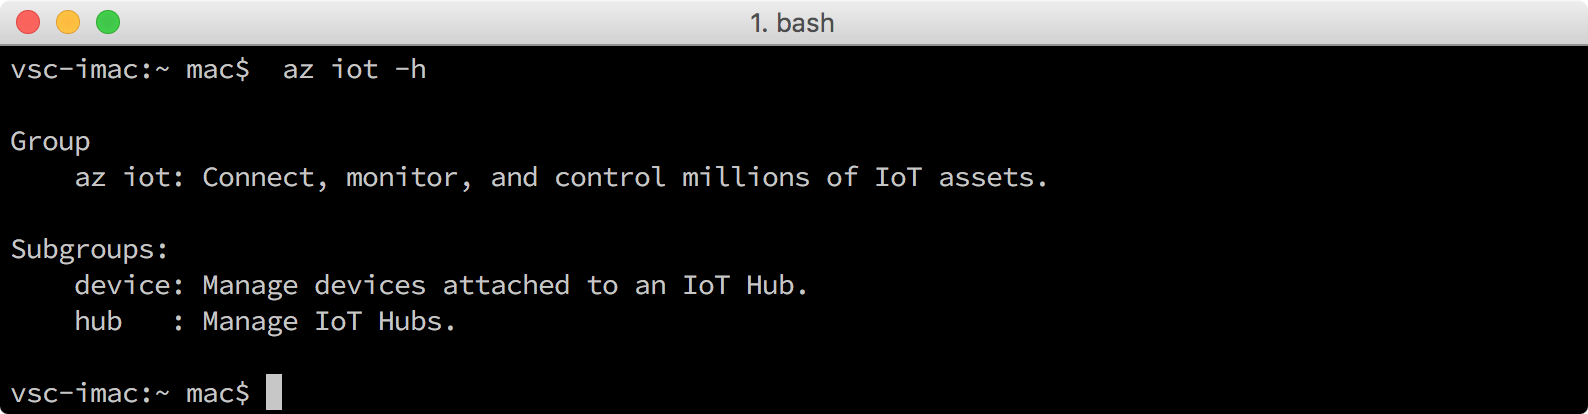 1. bash
vsc-imac:~ mac$  az iot -h
Group
    az iot: Connect, monitor, and control millions of IoT assets.
Subgroups:
    device: Manage devices attached to an IoT Hub.
    hub   : Manage IoT Hubs.
vsc-imac:~ mac$